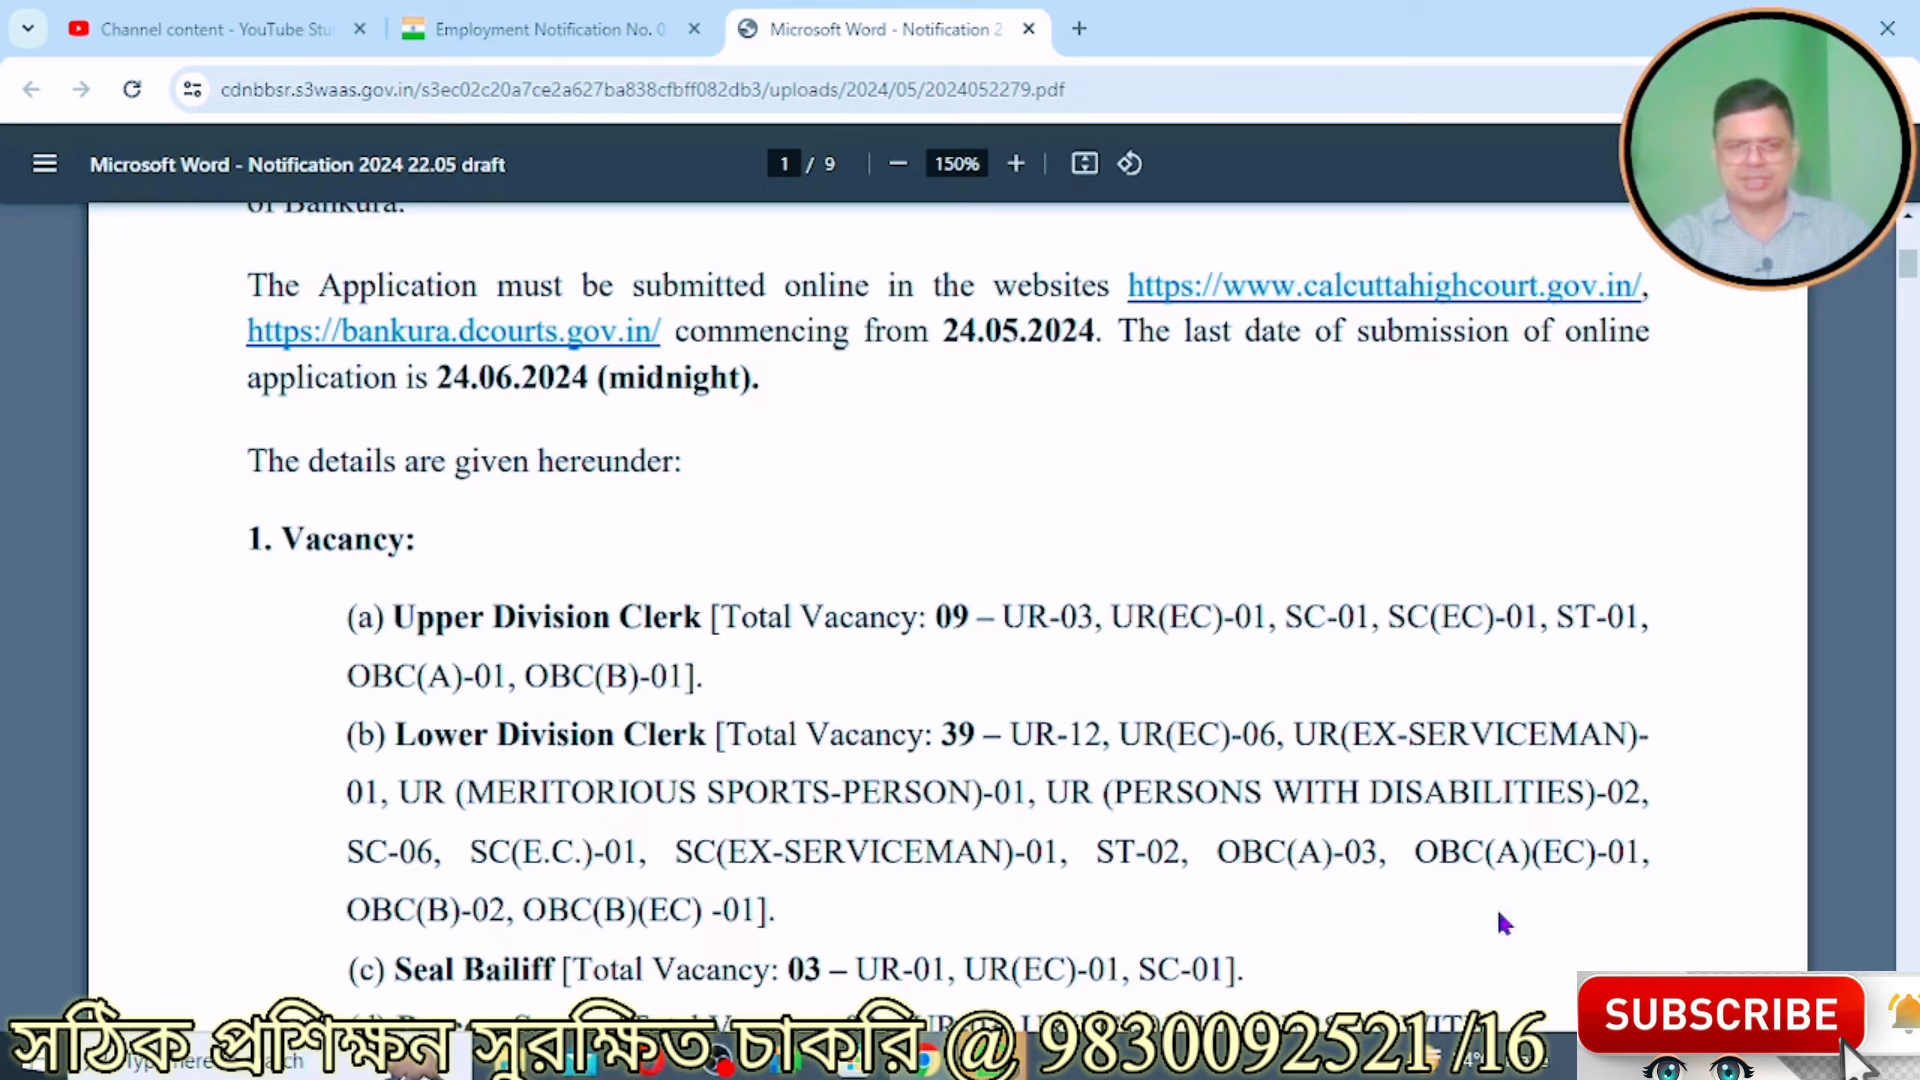 Channel content - YouTube Stu
Employment Notification No. 0
Microsoft Word - Notification 2
cdnbbsr.s3waas.gov.in/s3ec02c20a7ce2a627ba838cfbff082db3/uploads/2024/05/2024052279.pdf
Microsoft Word - Notification 2024 22.05 draft
1 / 9
150%
of Bankura.
The Application must be submitted online in the websites https://www.calcuttahighcourt.gov.in/,
https://bankura.dcourts.gov.in/ commencing from 24.05.2024. The last date of submission of online
application is 24.06.2024 (midnight).
The details are given hereunder:
1. Vacancy:
(a) Upper Division Clerk [Total Vacancy: 09 – UR-03, UR(EC)-01, SC-01, SC(EC)-01, ST-01,
OBC(A)-01, OBC(B)-01].
(b) Lower Division Clerk [Total Vacancy: 39 – UR-12, UR(EC)-06, UR(EX-SERVICEMAN)-
01, UR (MERITORIOUS SPORTS-PERSON)-01, UR (PERSONS WITH DISABILITIES)-02,
SC-06, SC(E.C.)-01, SC(EX-SERVICEMAN)-01, ST-02, OBC(A)-03, OBC(A)(EC)-01,
OBC(B)-02, OBC(B)(EC) -01].
(c) Seal Bailiff [Total Vacancy: 03 – UR-01, UR(EC)-01, SC-01].
সঠিক প্রশিক্ষন সুরক্ষিত চাকরি @ 9830092521 /16
SUBSCRIBE